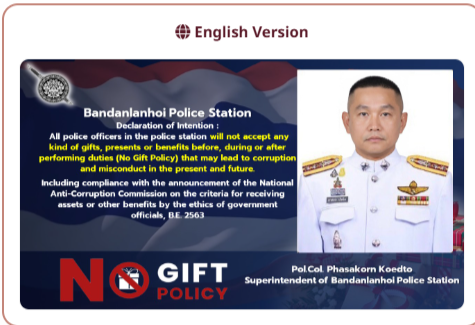 English Version
Bandanlanhoi Police Station
Declaration of Intention :
All police officers in the police station will not accept any
kind of gifts, presents or benefits before, during or after
performing duties (No Gift Policy) that may lead to corruption
and misconduct in the present and future.
Including compliance with the announcement of the National
Anti-Corruption Commission on the criteria for receiving
assets or other benefits by the ethics of government
officials, B.E. 2563
NO GIFT
POLICY
Pol.Col. Phasakorn Koedto
Superintendent of Bandanlanhoi Police Station